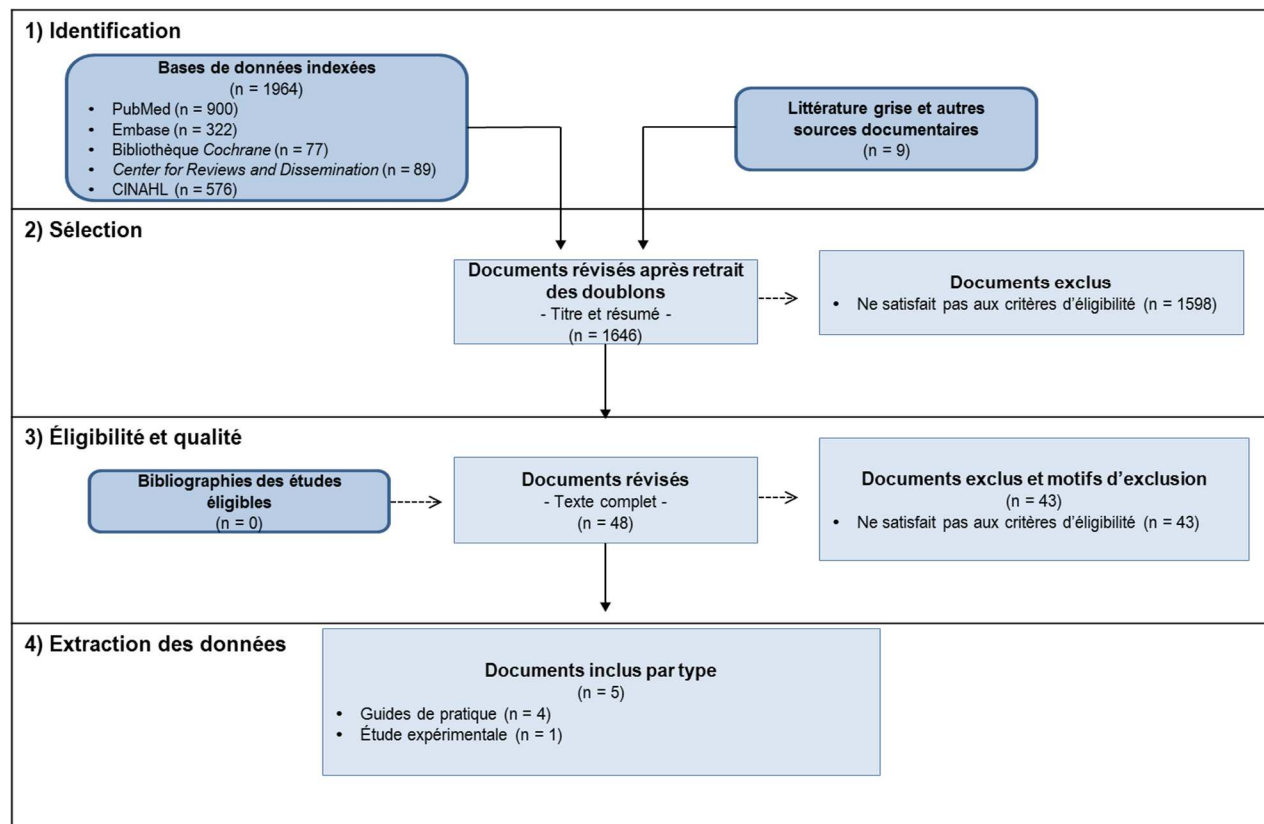 1) Identification
Bases de données indexées
(n = 1964)
• PubMed (n = 900)
• Embase (n = 322)
• Bibliothèque Cochrane (n = 77)
• Center for Reviews and Dissemination (n = 89)
• CINAHL (n = 576)
Littérature grise et autres
sources documentaires
(n = 9)
2) Sélection
Documents révisés après retrait
des doublons
- Titre et résumé -
(n = 1646)
Documents exclus
• Ne satisfait pas aux critères d’éligibilité (n = 1598)
3) Éligibilité et qualité
Bibliographies des études
éligibles
(n = 0)
Documents révisés
- Texte complet -
(n = 48)
Documents exclus et motifs d’exclusion
(n = 43)
• Ne satisfait pas aux critères d’éligibilité (n = 43)
4) Extraction des données
Documents inclus par type
(n = 5)
• Guides de pratique (n = 4)
• Étude expérimentale (n = 1)